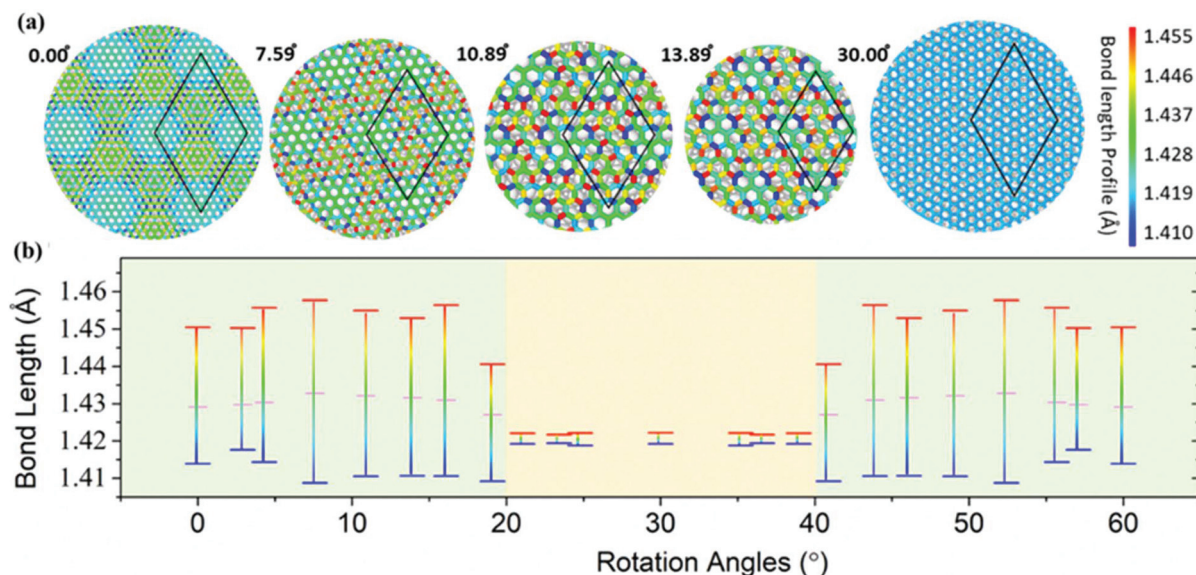 (a)
0.00°
7.59°
10.89°
13.89°
30.00°
1.455
1.446
1.437
1.428
1.419
1.410
Bond length Profile (Å)
(b)
1.46
1.45
1.44
1.43
1.42
1.41
Bond Length (Å)
0 10 20 30 40 50 60
Rotation Angles (°)